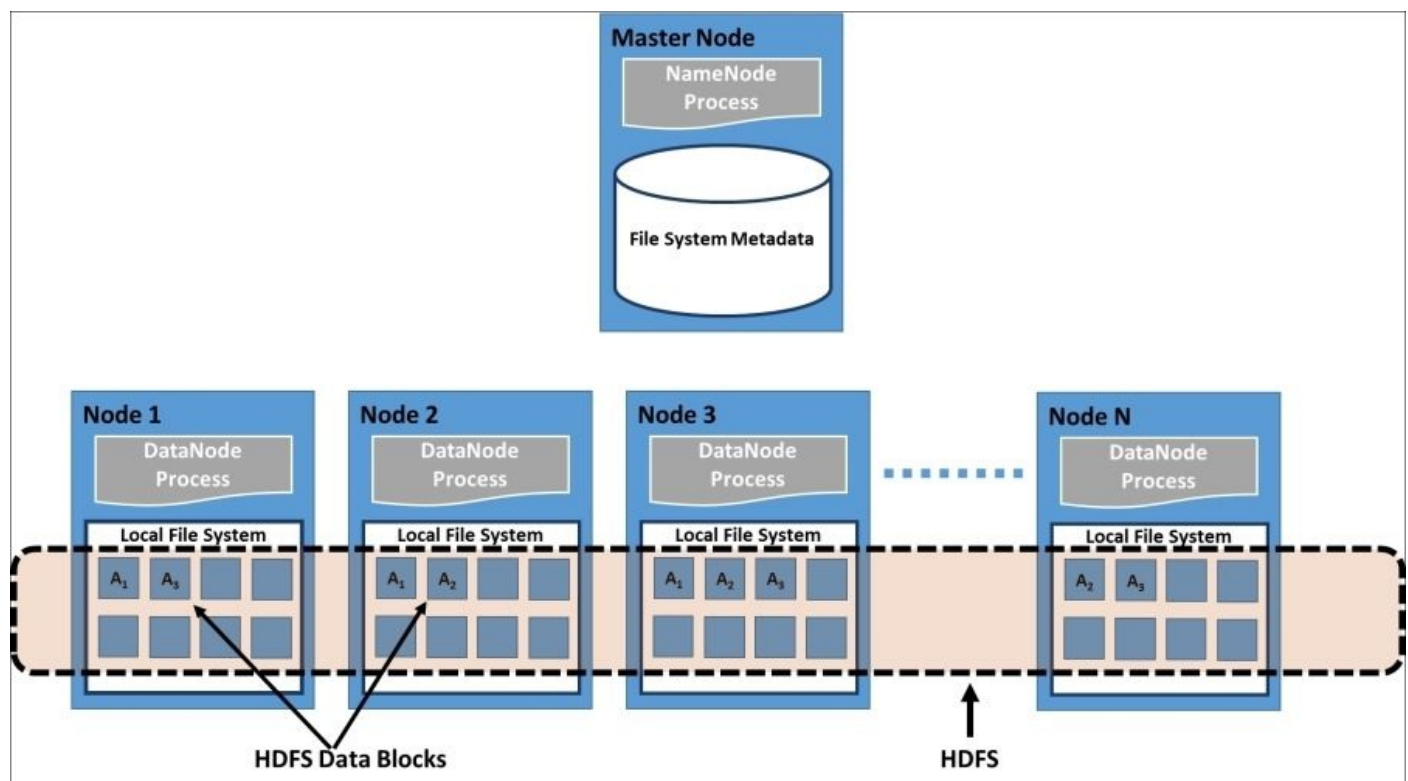 Master Node
NameNode
Process
File System Metadata
Node 1
DataNode
Process
Local File System
A₁ A₃
Node 2
DataNode
Process
Local File System
A₁ A₂
Node 3
DataNode
Process
Local File System
A₁ A₂ A₃
Node N
DataNode
Process
Local File System
A₂ A₃
HDFS Data Blocks
HDFS